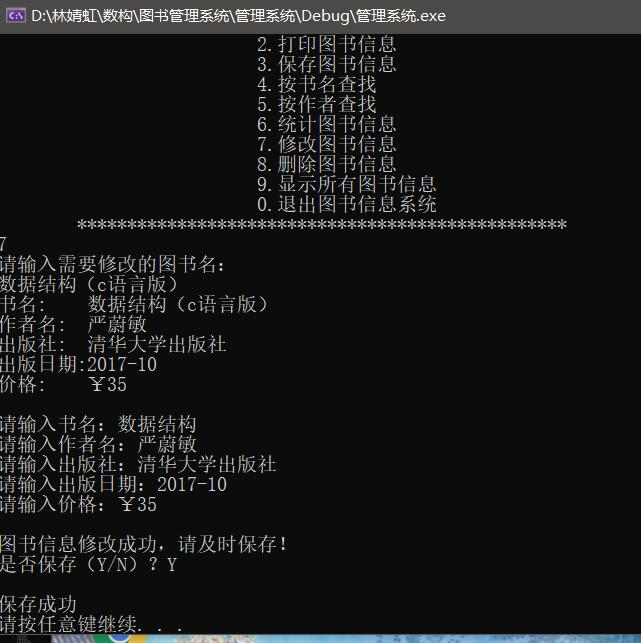 D:\林婧虹\数构\图书管理系统\管理系统\Debug\管理系统.exe
2.打印图书信息
3.保存图书信息
4.按书名查找
5.按作者查找
6.统计图书信息
7.修改图书信息
8.删除图书信息
9.显示所有图书信息
0.退出图书信息系统
*************************************************
7
请输入需要修改的图书名：
数据结构（c语言版）
书名:    数据结构（c语言版）
作者名:  严蔚敏
出版社:  清华大学出版社
出版日期:2017-10
价格:    ￥35
请输入书名：数据结构
请输入作者名：严蔚敏
请输入出版社：清华大学出版社
请输入出版日期：2017-10
请输入价格：￥35
图书信息修改成功，请及时保存！
是否保存（Y/N）？Y
保存成功
请按任意键继续. . .